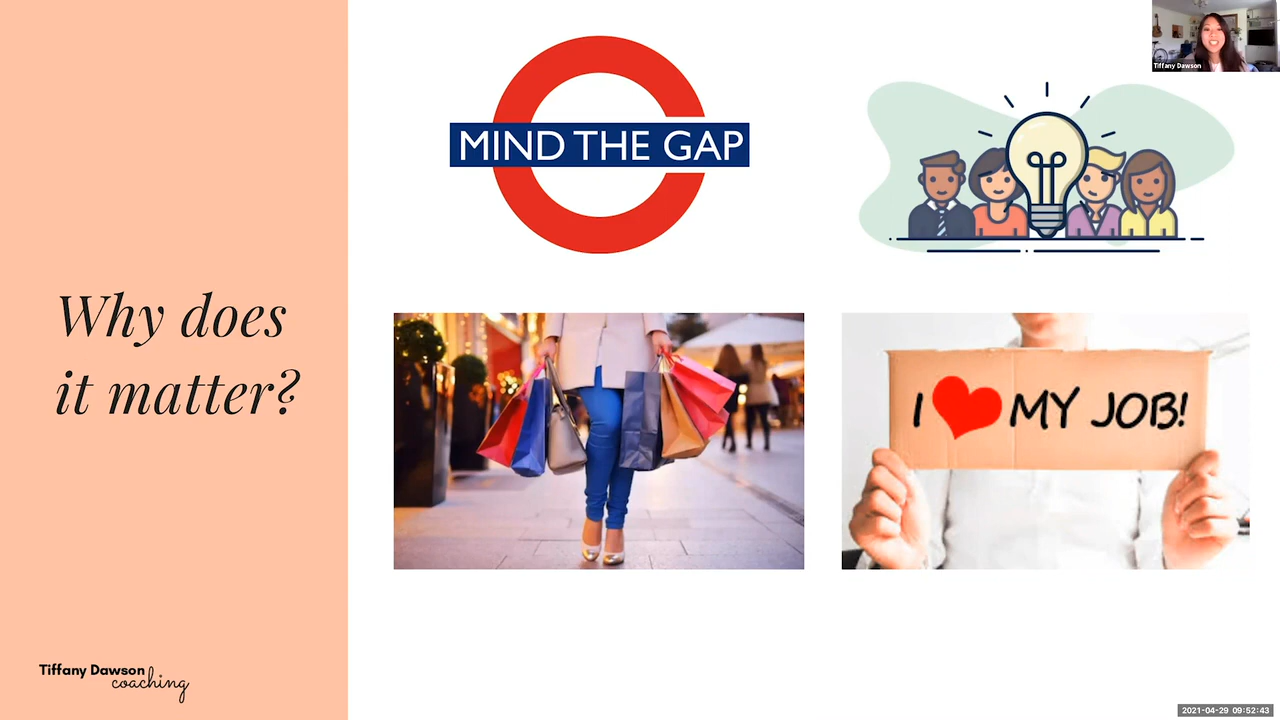 Why does
it matter?
MIND THE GAP
I ❤ MY JOB!
Tiffany Dawson
coaching
Tiffany Dawson
2021-04-29 09:52:43